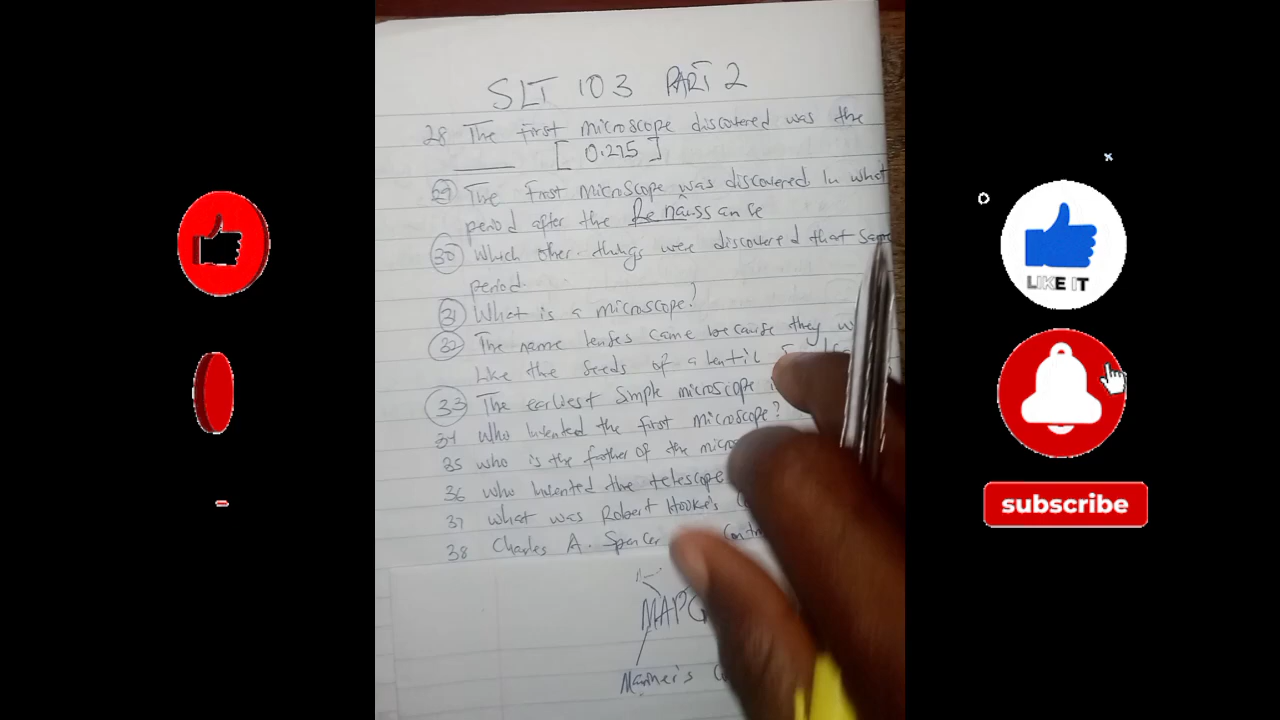 SLT 103 PART 2
28 The First microscope discovered was the
[ 0.275 ]
29 The First microscope was discovered In what
period after the Renaussance
30 Which other things were discovered that same
period.
31 What is a microscope?
32 The name lenses came because they
Like the seeds of a lentil
33 The earliest Simple microscope
34 Who Invented the first microscope?
35 who is the father of the
36 who Invented the telescope
37 what was Robert Hooke's
38 Charles A. Spencer
Mariner's
LIKE IT
subscribe